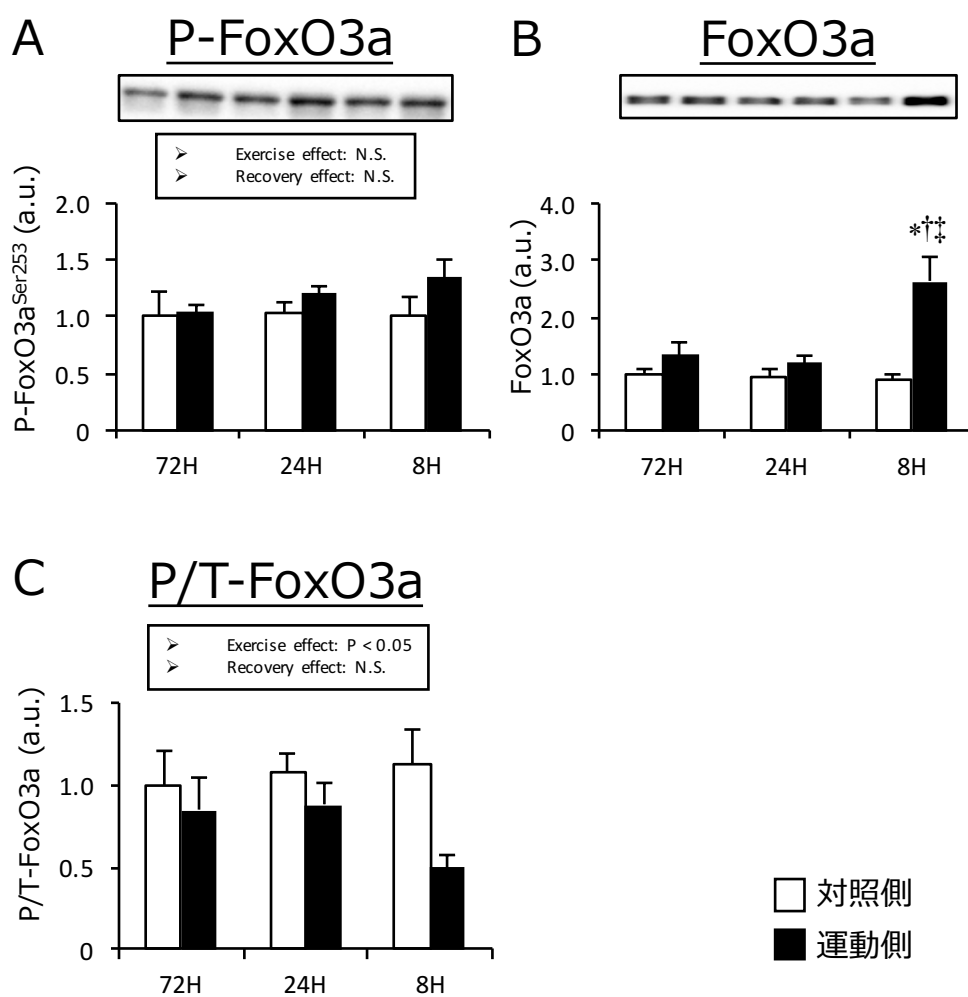 A
P-FoxO3a
➢ Exercise effect: N.S.
➢ Recovery effect: N.S.
P-FoxO3a^Ser253 (a.u.)
2.0
1.5
1.0
0.5
0
72H 24H 8H
B
FoxO3a
FoxO3a (a.u.)
4.0
3.0
2.0
1.0
0
*†‡
72H 24H 8H
C
P/T-FoxO3a
➢ Exercise effect: P < 0.05
➢ Recovery effect: N.S.
P/T-FoxO3a (a.u.)
1.5
1.0
0.5
0
72H 24H 8H
対照側
運動側